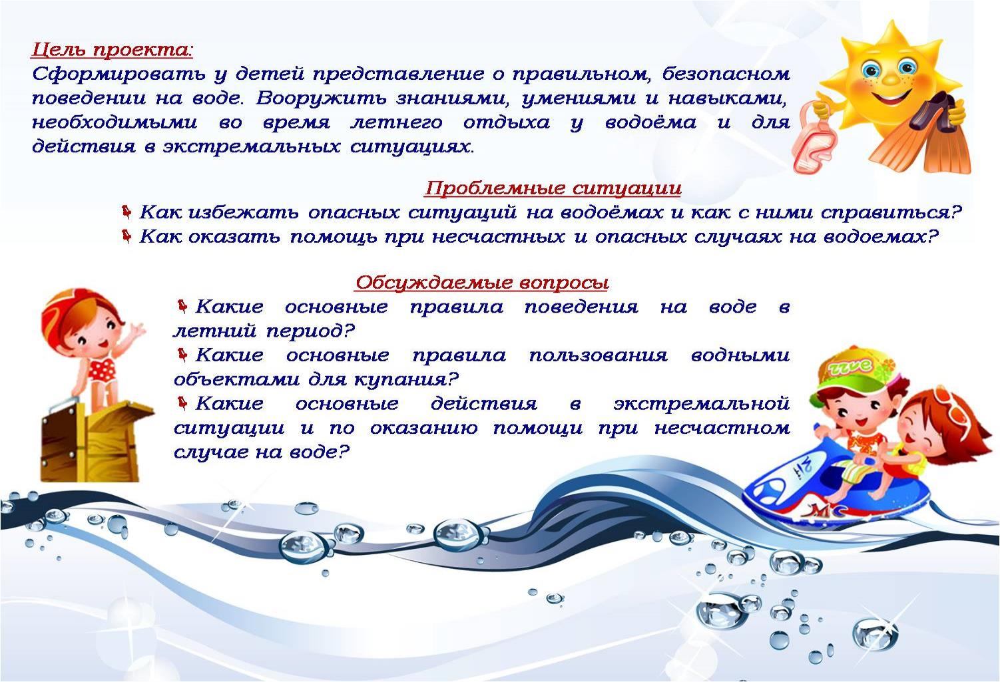 Цель проекта:
Сформировать у детей представление о правильном, безопасном
поведении на воде. Вооружить знаниями, умениями и навыками,
необходимыми во время летнего отдыха у водоёма и для
действия в экстремальных ситуациях.
Проблемные ситуации
Как избежать опасных ситуаций на водоёмах и как с ними справиться?
Как оказать помощь при несчастных и опасных случаях на водоемах?
Обсуждаемые вопросы
Какие основные правила поведения на воде в
летний период?
Какие основные правила пользования водными
объектами для купания?
Какие основные действия в экстремальной
ситуации и по оказанию помощи при несчастном
случае на воде?
МС